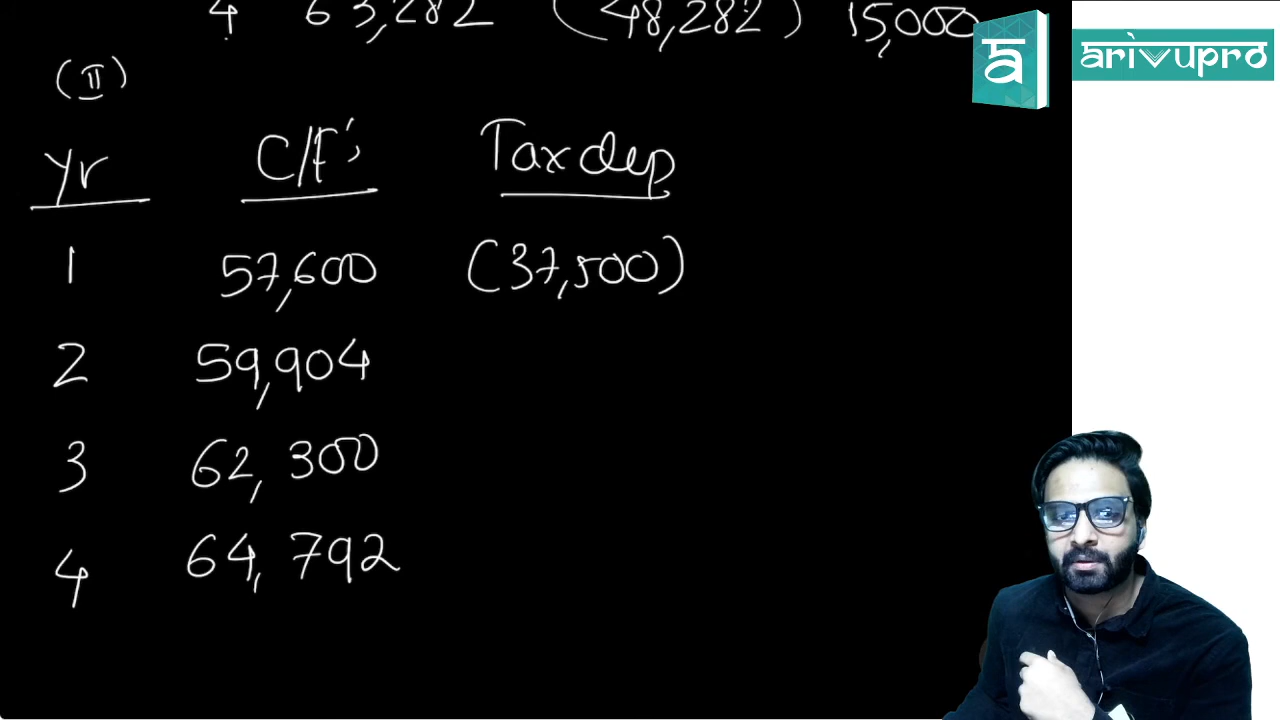 4 63,282 (48,282) 15,000
a arivupro
(II)
Yr C/F's Tax dep
1 57,600 (37,500)
2 59,904
3 62,300
4 64,792